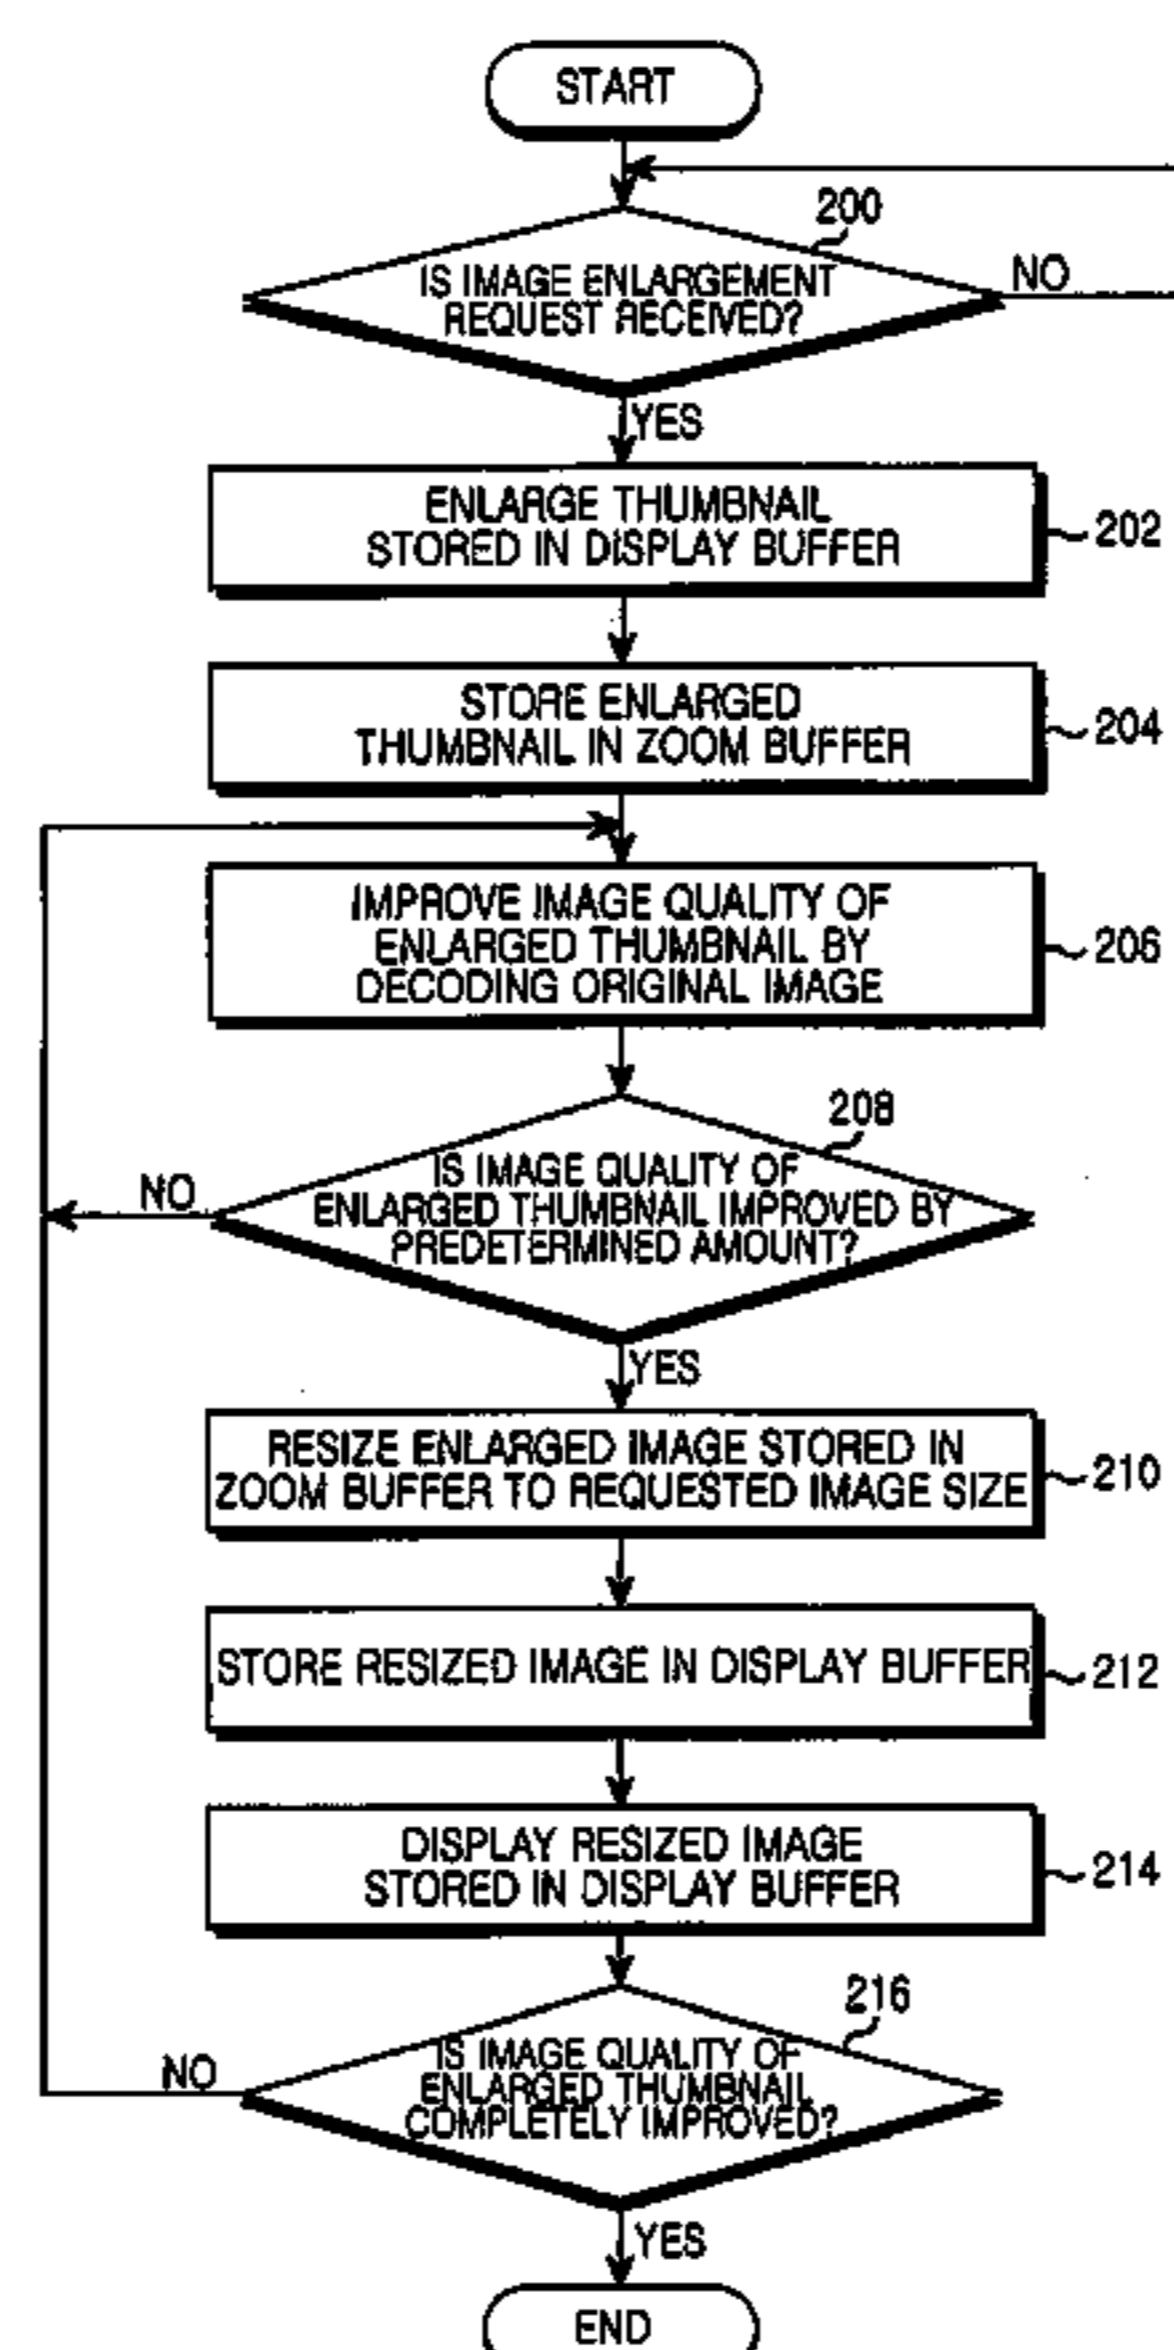 START
200
IS IMAGE ENLARGEMENT
REQUEST RECEIVED?
NO
YES
ENLARGE THUMBNAIL
STORED IN DISPLAY BUFFER
202
STORE ENLARGED
THUMBNAIL IN ZOOM BUFFER
204
IMPROVE IMAGE QUALITY OF
ENLARGED THUMBNAIL BY
DECODING ORIGINAL IMAGE
206
208
IS IMAGE QUALITY OF
ENLARGED THUMBNAIL IMPROVED BY
PREDETERMINED AMOUNT?
NO
YES
RESIZE ENLARGED IMAGE STORED IN
ZOOM BUFFER TO REQUESTED IMAGE SIZE
210
STORE RESIZED IMAGE IN DISPLAY BUFFER
212
DISPLAY RESIZED IMAGE
STORED IN DISPLAY BUFFER
214
216
IS IMAGE QUALITY OF
ENLARGED THUMBNAIL
COMPLETELY IMPROVED?
NO
YES
END